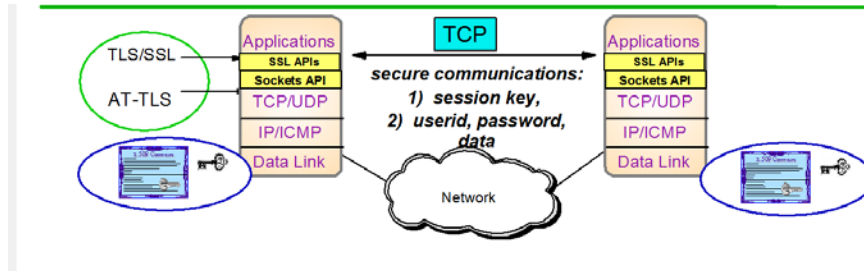 TLS/SSL
AT-TLS
Applications
SSL APIs
Sockets API
TCP/UDP
IP/ICMP
Data Link
TCP
secure communications:
1) session key,
2) userid, password,
data
Network
Applications
SSL APIs
Sockets API
TCP/UDP
IP/ICMP
Data Link